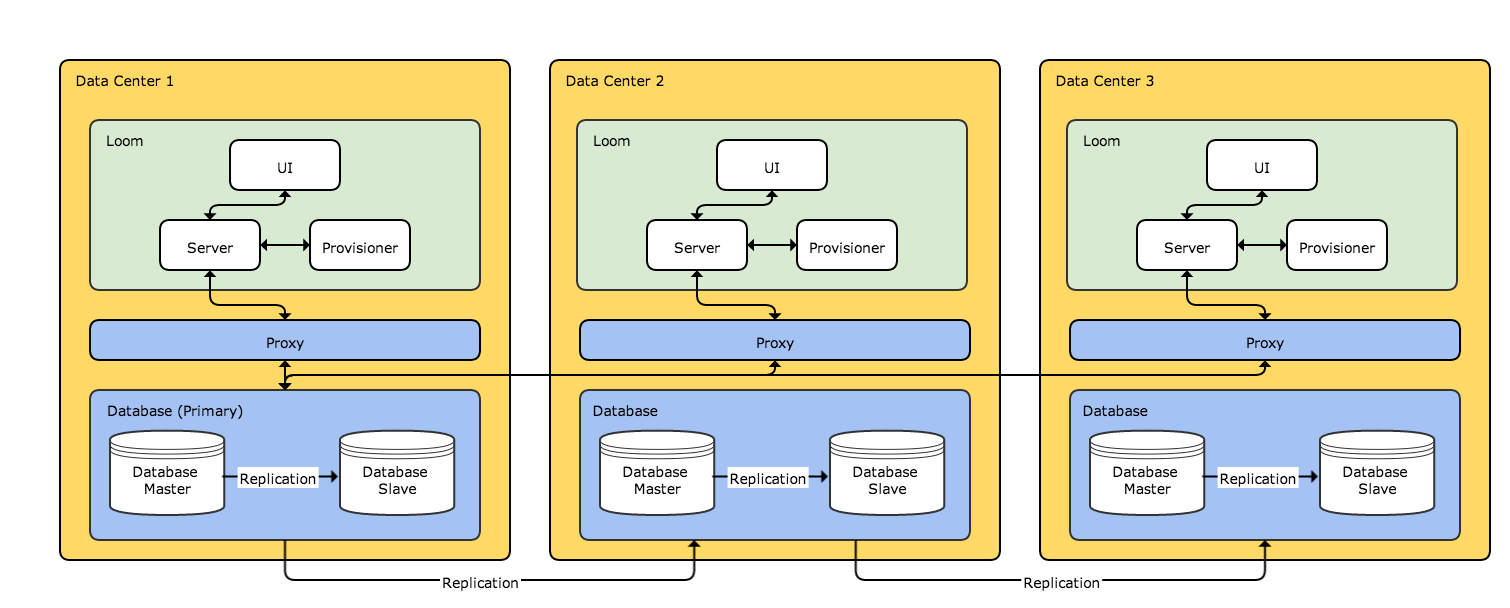 Data Center 1
Loom
UI
Server
Provisioner
Proxy
Database (Primary)
Database
Master
Replication
Database
Slave
Data Center 2
Loom
UI
Server
Provisioner
Proxy
Database
Database
Master
Replication
Database
Slave
Data Center 3
Loom
UI
Server
Provisioner
Proxy
Database
Database
Master
Replication
Database
Slave
Replication
Replication